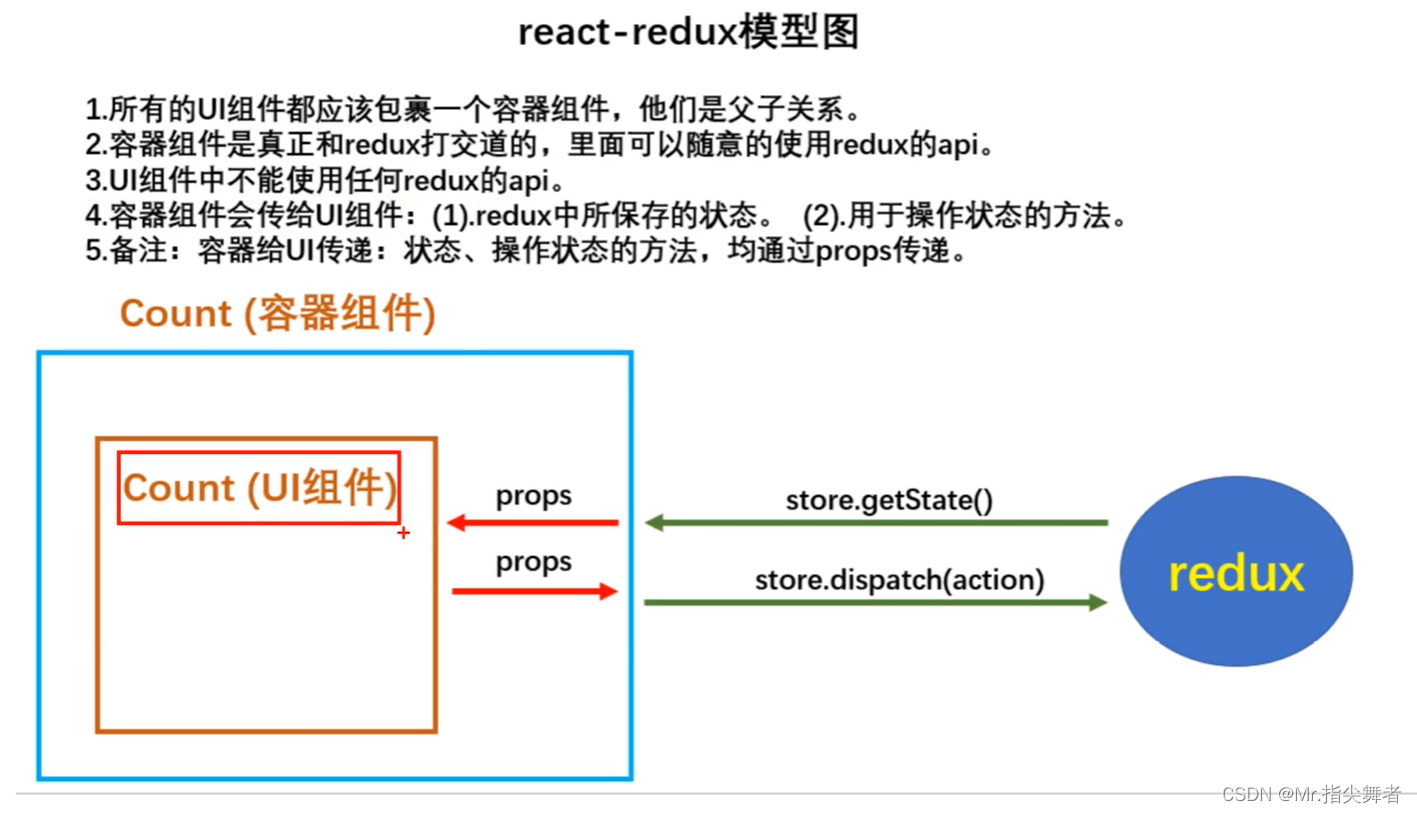 react-redux模型图
1.所有的UI组件都应该包裹一个容器组件，他们是父子关系。
2.容器组件是真正和redux打交道的，里面可以随意的使用redux的api。
3.UI组件中不能使用任何redux的api。
4.容器组件会传给UI组件：(1).redux中所保存的状态。 (2).用于操作状态的方法。
5.备注：容器给UI传递：状态、操作状态的方法，均通过props传递。
Count (容器组件)
Count (UI组件)
props
store.getState()
props
store.dispatch(action)
redux
CSDN @Mr.指尖舞者